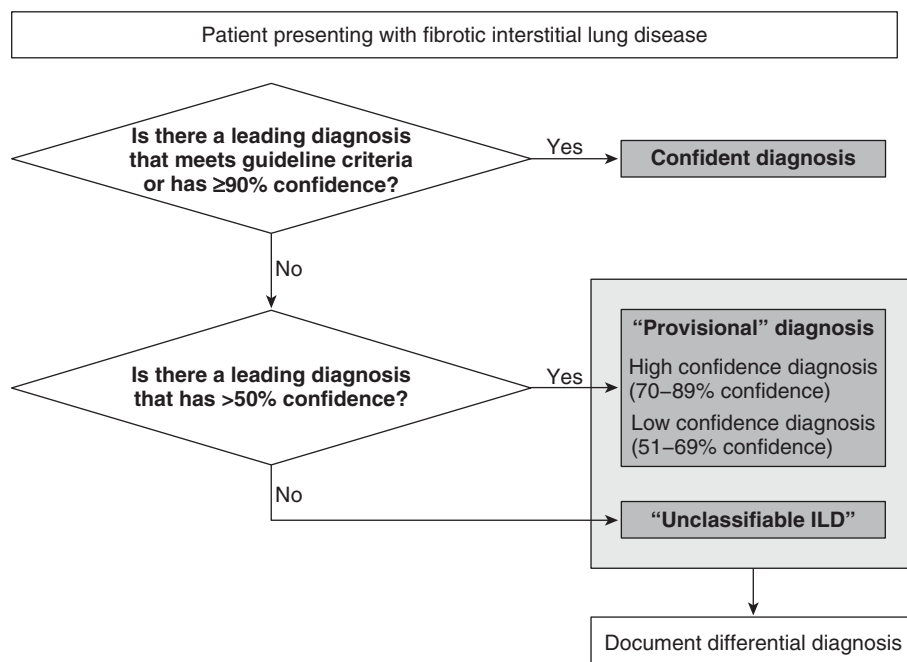 Patient presenting with fibrotic interstitial lung disease
Is there a leading diagnosis
that meets guideline criteria
or has ≥90% confidence?
Yes
Confident diagnosis
No
Is there a leading diagnosis
that has >50% confidence?
Yes
“Provisional” diagnosis
High confidence diagnosis
(70–89% confidence)
Low confidence diagnosis
(51–69% confidence)
No
“Unclassifiable ILD”
Document differential diagnosis